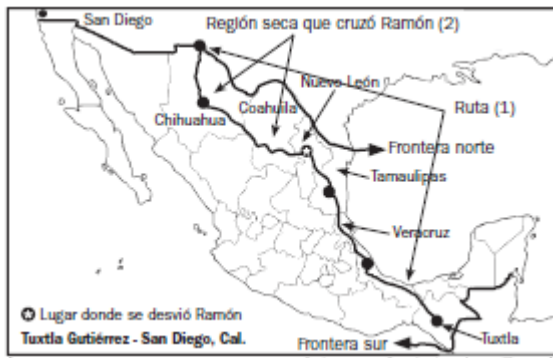 San Diego
Región seca que cruzó Ramón (2)
Nuevo León
Coahuila
Ruta (1)
Chihuahua
Frontera norte
Tamaulipas
Veracruz
Lugar donde se desvió Ramón
Tuxtla Gutiérrez - San Diego, Cal.
Tuxtla
Frontera sur